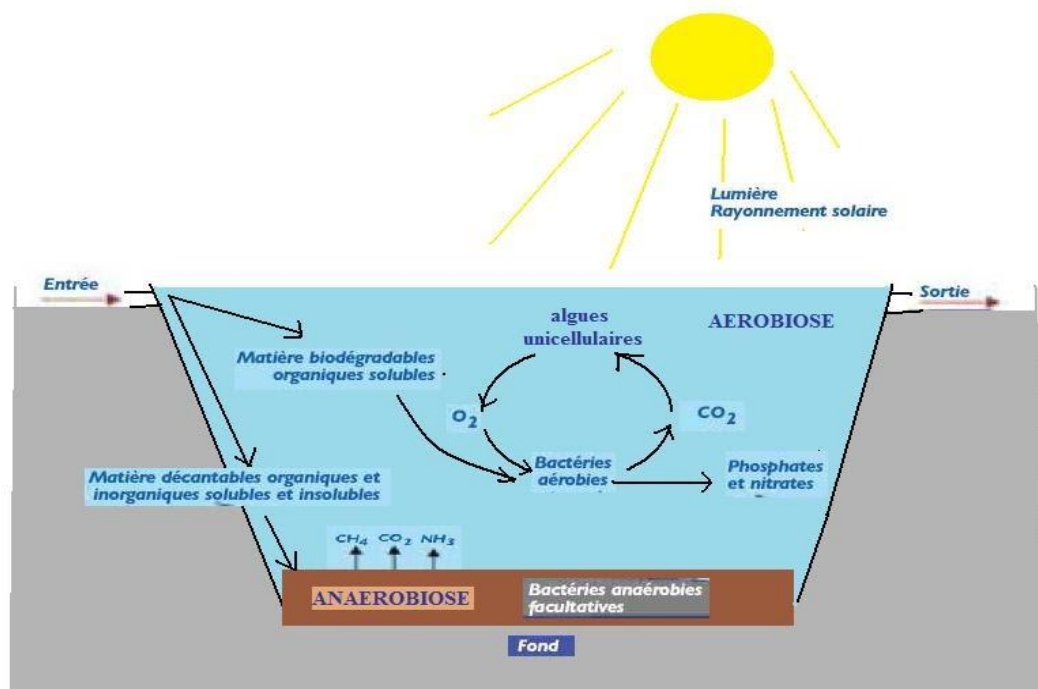 Lumière
Rayonnement solaire
Entrée
Sortie
algues
unicellulaires
AEROBIOSE
Matière biodégradables
organiques solubles
O2
CO2
Matière décantables organiques et
inorganiques solubles et insolubles
Bactéries
aérobies
Phosphates
et nitrates
CH4 CO2 NH3
ANAEROBIOSE
Bactéries anaérobies
facultatives
Fond